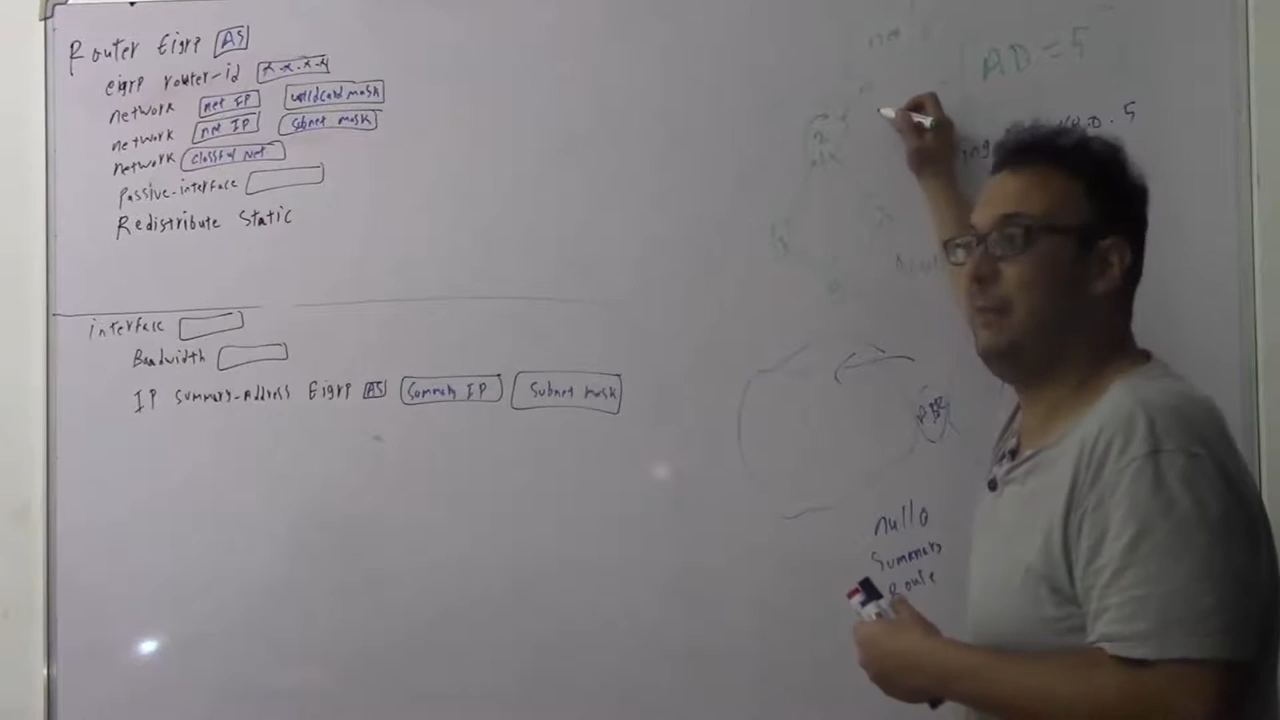 Router Eigrp AS
eigrp router-id x.x.x.x
network net IP wildcard mask
network net IP subnet mask
network classful net
Passive-interface
Redistribute Static
interface
Bandwidth
IP Summary-Address Eigrp AS Summary IP Subnet mask
AD = 5
null0
Summary
Route